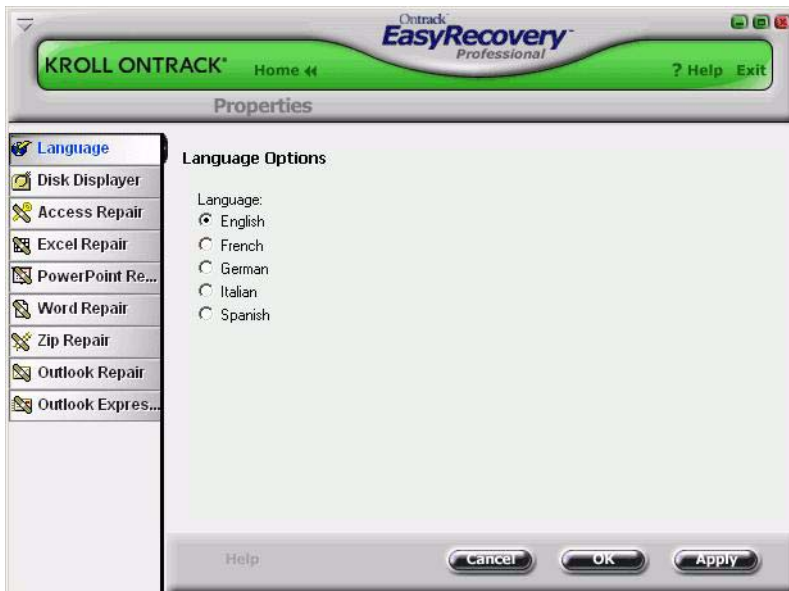 Ontrack
EasyRecovery
Professional
KROLL ONTRACK
Home
? Help Exit
Properties
Language
Disk Displayer
Access Repair
Excel Repair
PowerPoint Re...
Word Repair
Zip Repair
Outlook Repair
Outlook Expres...
Language Options
Language:
English
French
German
Italian
Spanish
Help
Cancel
OK
Apply